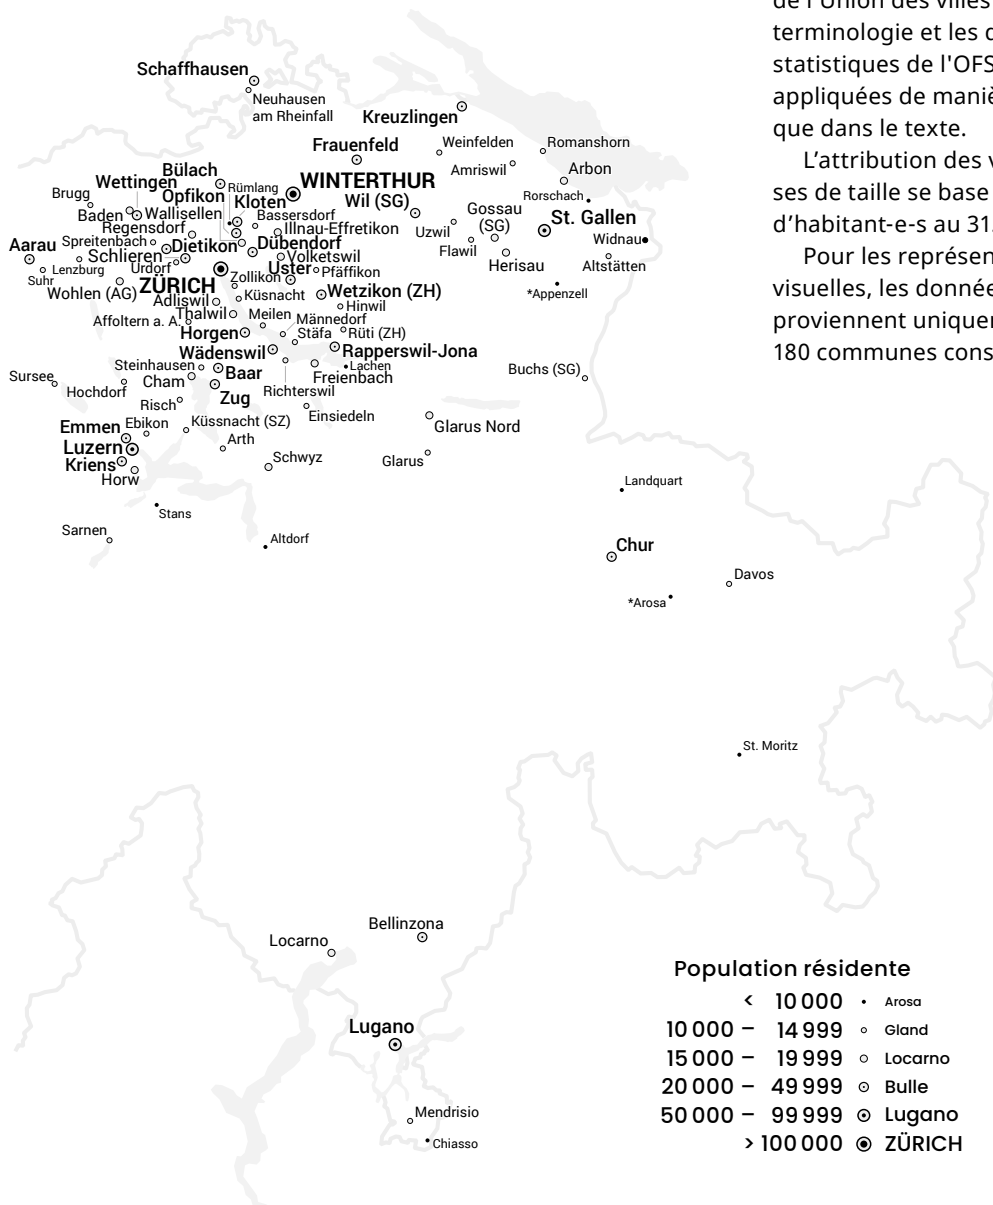 de l'Union des villes
terminologie et les
statistiques de l'OFS
appliquées de
que dans le texte.
L’attribution des
ses de taille se base
d’habitant-e-s au
Pour les
visuelles, les
proviennent
180 communes
Schaffhausen
Neuhausen
am Rheinfall
Kreuzlingen
Frauenfeld
Weinfelden
Romanshorn
Amriswil
Arbon
Bülach
Wettingen
Rümlang
WINTERTHUR
Brugg
Opfikon
Kloten
Wil (SG)
Rorschach
Baden
Wallisellen
Bassersdorf
Gossau
(SG)
St. Gallen
Regensdorf
Illnau-Effretikon
Uzwil
Widnau
Aarau
Spreitenbach
Dietikon
Dübendorf
Flawil
Schlieren
Volketswil
Herisau
Altstätten
Lenzburg
Urdorf
Uster
Pfäffikon
Suhr
Zollikon
ZÜRICH
Wohlen (AG)
Küsnacht
Wetzikon (ZH)
*Appenzell
Adliswil
Hinwil
Thalwil
Meilen
Männedorf
Affoltern a. A.
Horgen
Stäfa
Rüti (ZH)
Wädenswil
Rapperswil-Jona
Steinhausen
Lachen
Baar
Freienbach
Buchs (SG)
Sursee
Cham
Hochdorf
Richterswil
Zug
Risch
Einsiedeln
Ebikon
Küssnacht (SZ)
Glarus Nord
Emmen
Arth
Luzern
Schwyz
Glarus
Kriens
Horw
Landquart
Stans
Sarnen
Altdorf
Chur
Davos
*Arosa
St. Moritz
Bellinzona
Locarno
Lugano
Mendrisio
Chiasso
Population résidente
< 10 000 Arosa
10 000 – 14 999 Gland
15 000 – 19 999 Locarno
20 000 – 49 999 Bulle
50 000 – 99 999 Lugano
> 100 000 ZÜRICH